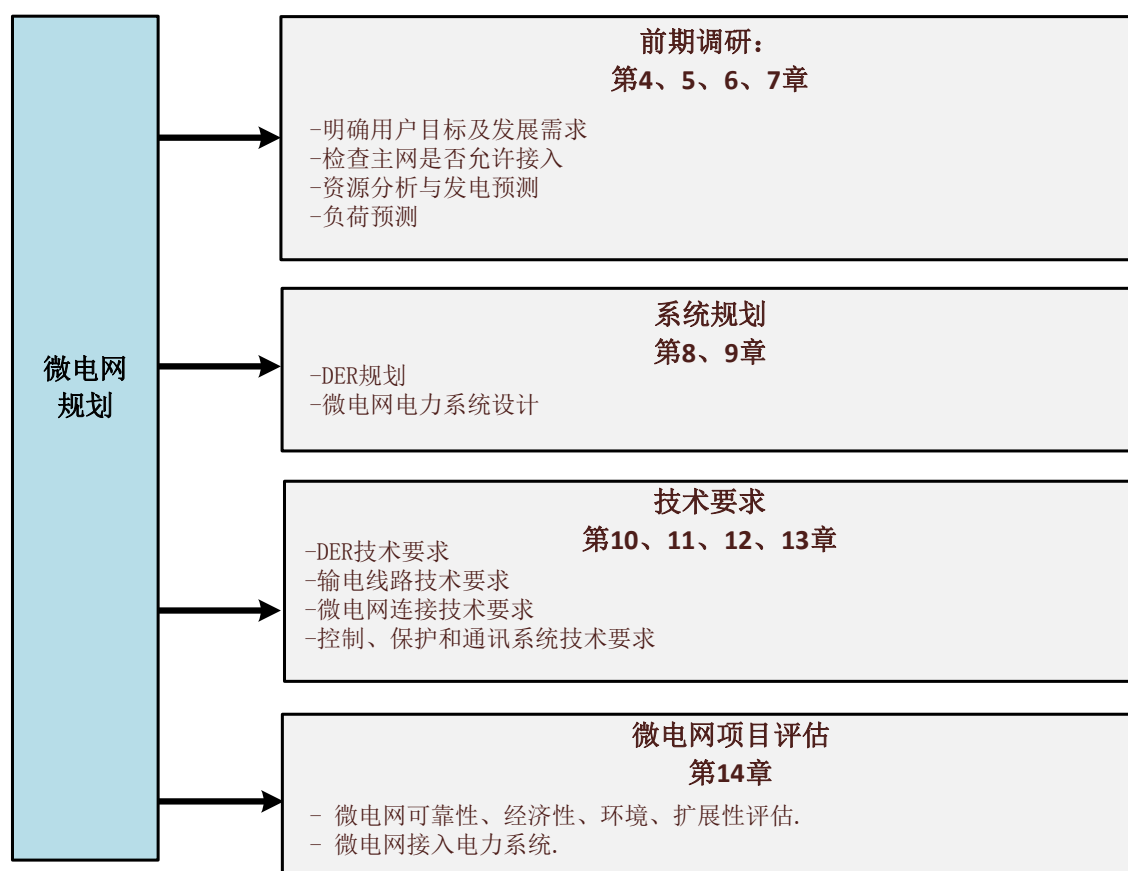 微电网
规划
前期调研：
第4、5、6、7章
-明确用户目标及发展需求
-检查主网是否允许接入
-资源分析与发电预测
-负荷预测
系统规划
第8、9章
-DER规划
-微电网电力系统设计
技术要求
第10、11、12、13章
-DER技术要求
-输电线路技术要求
-微电网连接技术要求
-控制、保护和通讯系统技术要求
微电网项目评估
第14章
- 微电网可靠性、经济性、环境、扩展性评估.
- 微电网接入电力系统.